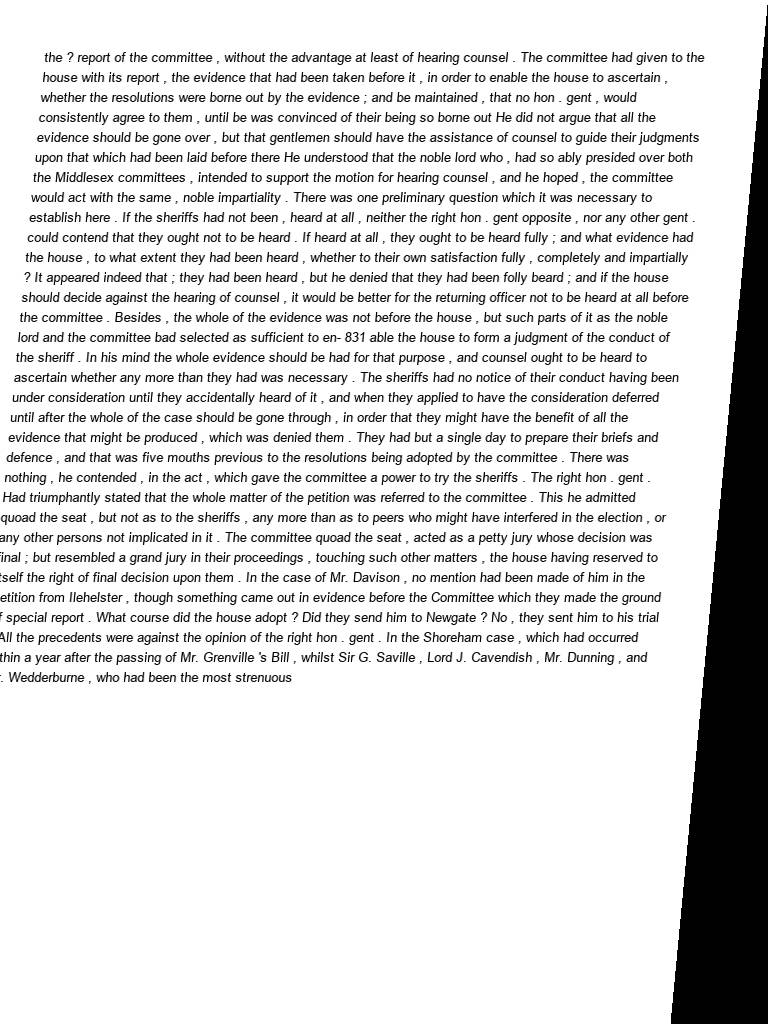 the ? report of the committee , without the advantage at least of hearing counsel . The committee had given to the
house with its report , the evidence that had been taken before it , in order to enable the house to ascertain ,
whether the resolutions were borne out by the evidence ; and be maintained , that no hon . gent , would
consistently agree to them , until be was convinced of their being so borne out He did not argue that all the
evidence should be gone over , but that gentlemen should have the assistance of counsel to guide their judgments
upon that which had been laid before there He understood that the noble lord who , had so ably presided over both
the Middlesex committees , intended to support the motion for hearing counsel , and he hoped , the committee
would act with the same , noble impartiality . There was one preliminary question which it was necessary to
establish here . If the sheriffs had not been , heard at all , neither the right hon . gent opposite , nor any other gent .
could contend that they ought not to be heard . If heard at all , they ought to be heard fully ; and what evidence had
the house , to what extent they had been heard , whether to their own satisfaction fully , completely and impartially
? It appeared indeed that ; they had been heard , but he denied that they had been folly beard ; and if the house
should decide against the hearing of counsel , it would be better for the returning officer not to be heard at all before
the committee . Besides , the whole of the evidence was not before the house , but such parts of it as the noble
lord and the committee bad selected as sufficient to en- 831 able the house to form a judgment of the conduct of
the sheriff . In his mind the whole evidence should be had for that purpose , and counsel ought to be heard to
ascertain whether any more than they had was necessary . The sheriffs had no notice of their conduct having been
under consideration until they accidentally heard of it , and when they applied to have the consideration deferred
until after the whole of the case should be gone through , in order that they might have the benefit of all the
evidence that might be produced , which was denied them . They had but a single day to prepare their briefs and
defence , and that was five mouths previous to the resolutions being adopted by the committee . There was
nothing , he contended , in the act , which gave the committee a power to try the sheriffs . The right hon . gent .
Had triumphantly stated that the whole matter of the petition was referred to the committee . This he admitted
quoad the seat , but not as to the sheriffs , any more than as to peers who might have interfered in the election , or
any other persons not implicated in it . The committee quoad the seat , acted as a petty jury whose decision was
final ; but resembled a grand jury in their proceedings , touching such other matters , the house having reserved to
tself the right of final decision upon them . In the case of Mr. Davison , no mention had been made of him in the
etition from Ilehelster , though something came out in evidence before the Committee which they made the ground
f special report . What course did the house adopt ? Did they send him to Newgate ? No , they sent him to his trial
All the precedents were against the opinion of the right hon . gent . In the Shoreham case , which had occurred
thin a year after the passing of Mr. Grenville 's Bill , whilst Sir G. Saville , Lord J. Cavendish , Mr. Dunning , and
. Wedderburne , who had been the most strenuous